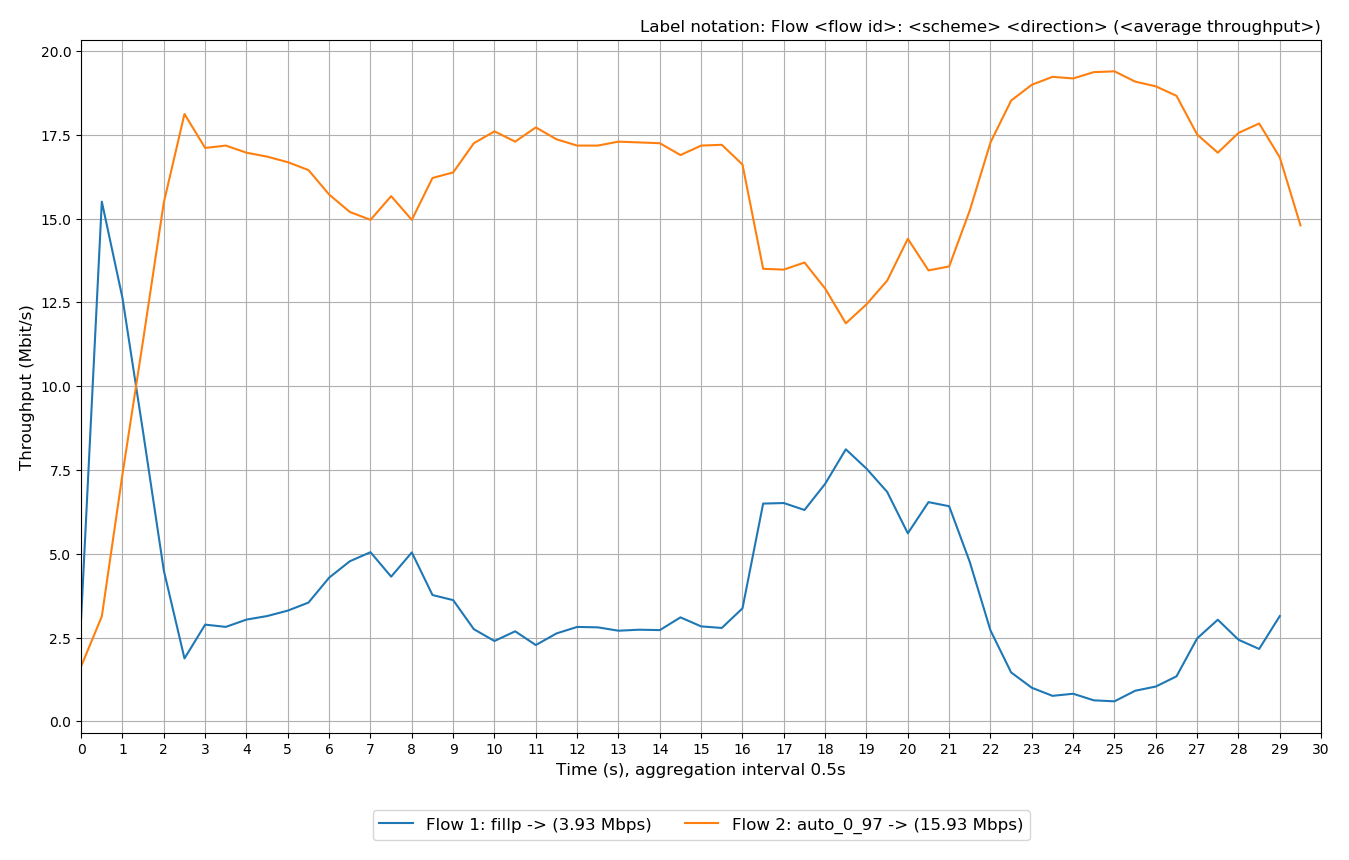 Label notation: Flow <flow id>: <scheme> <direction> (<average throughput>)
20.0
17.5
15.0
12.5
10.0
7.5
5.0
2.5
0.0
Throughput (Mbit/s)
0 1 2 3 4 5 6 7 8 9 10 11 12 13 14 15 16 17 18 19 20 21 22 23 24 25 26 27 28 29 30
Time (s), aggregation interval 0.5s
Flow 1: fillp -> (3.93 Mbps) Flow 2: auto_0_97 -> (15.93 Mbps)